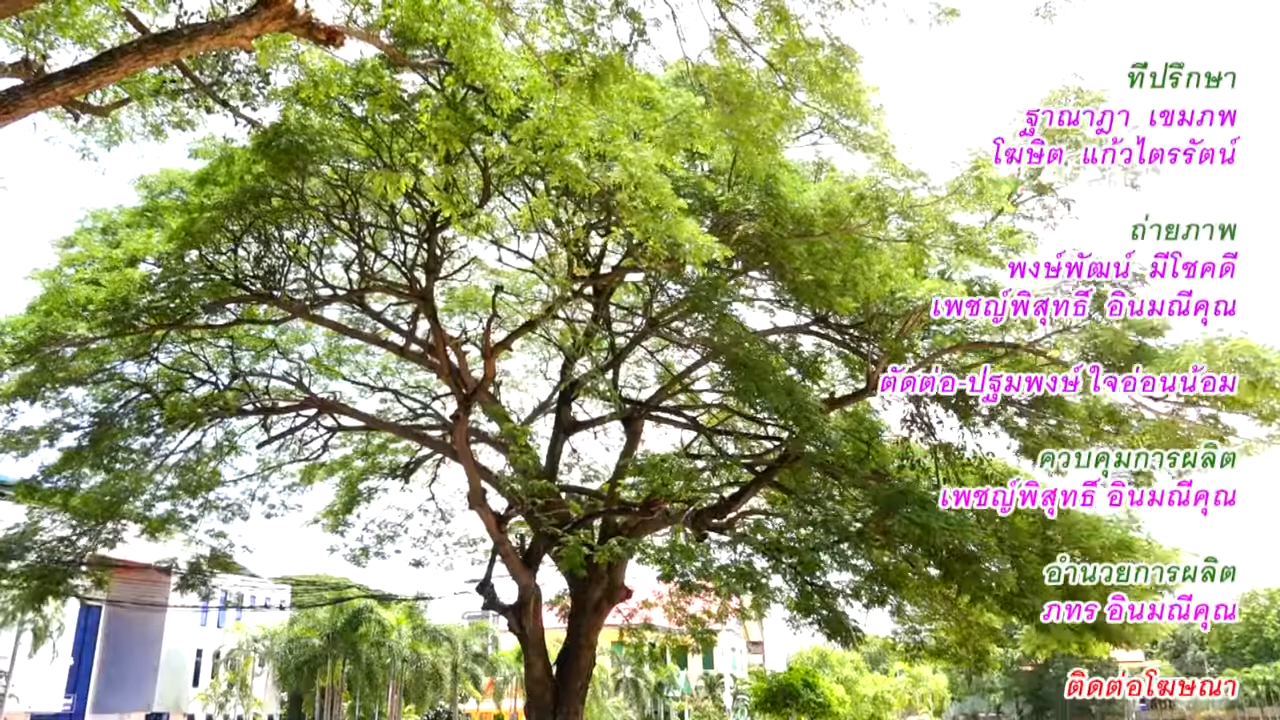 ที่ปรึกษา
ฐาณาฎา เขมภพ
โฆษิต แก้วไตรรัตน์
ถ่ายภาพ
พงษ์พัฒน์ มีโชคดี
เพชญ์พิสุทธิ์ อินมณีคุณ
ตัดต่อ-ปฐมพงษ์ ใจอ่อนน้อม
ควบคุมการผลิต
เพชญ์พิสุทธิ์ อินมณีคุณ
อำนวยการผลิต
ภทร อินมณีคุณ
ติดต่อโฆษณา